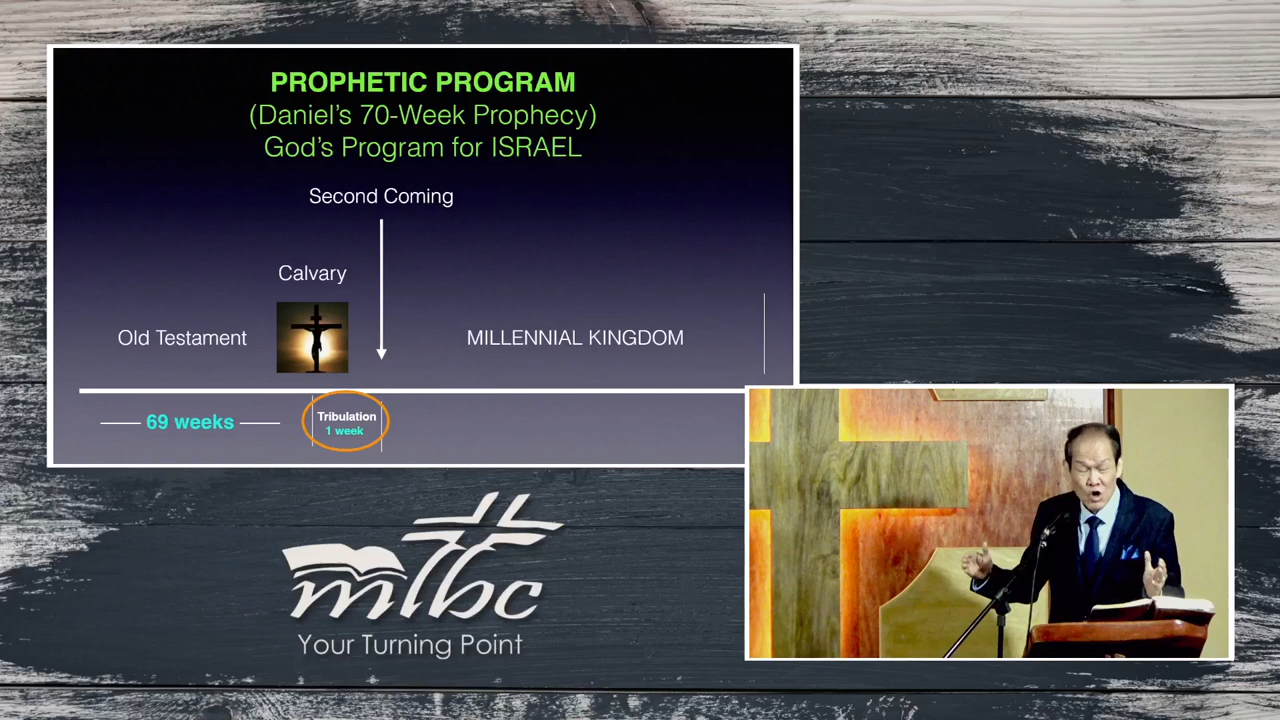 PROPHETIC PROGRAM
(Daniel's 70-Week Prophecy)
God's Program for ISRAEL
Second Coming
Calvary
Old Testament
MILLENNIAL KINGDOM
69 weeks
Tribulation
1 week
mtbc
Your Turning Point